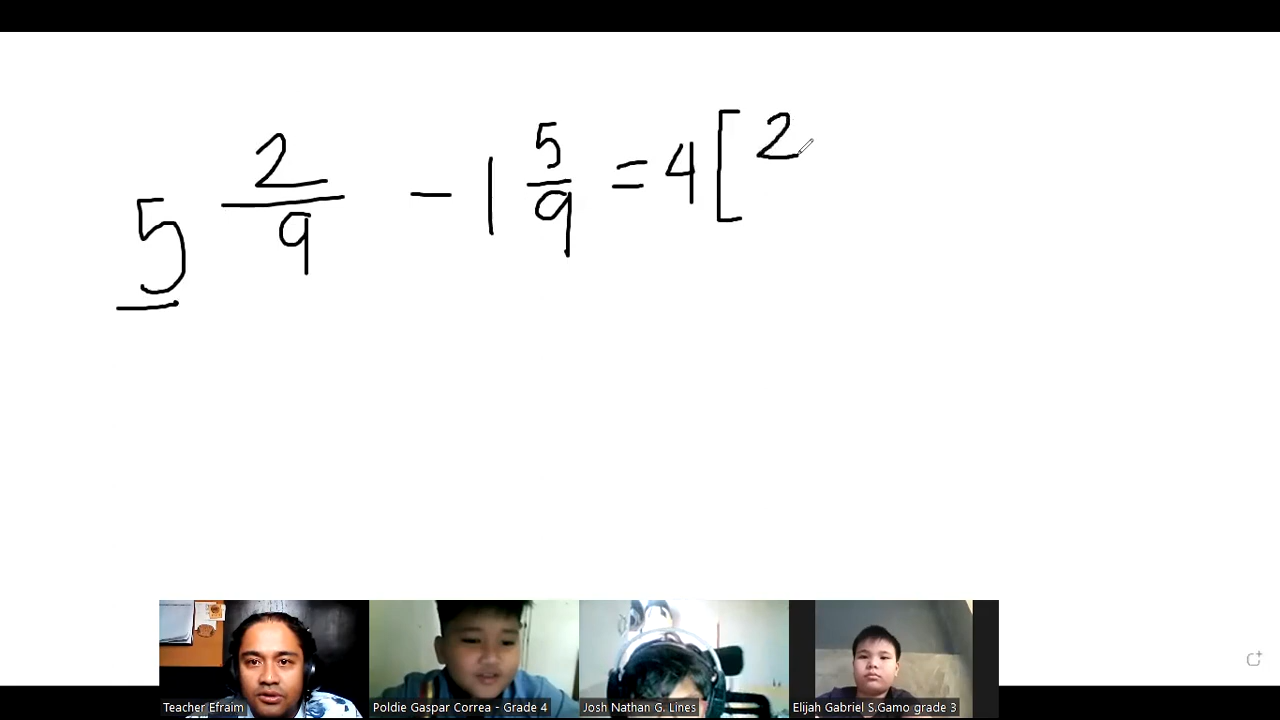 5 2/9 - 1 5/9 = 4 [ 2
Teacher Efraim
Poldie Gaspar Correa - Grade 4
Josh Nathan G. Lines
Elijah Gabriel S.Gamo grade 3